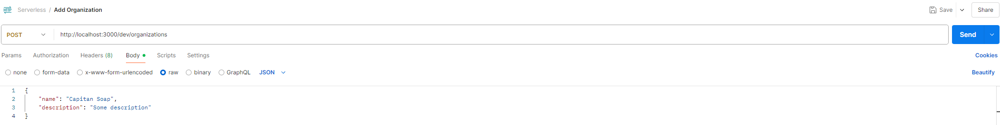 HTTP Serverless / Add Organization Save Share
POST http://localhost:3000/dev/organizations Send
Params Authorization Headers (8) Body Scripts Settings Cookies
none form-data x-www-form-urlencoded raw binary GraphQL JSON Beautify
1 {
2 "name": "Capitan Soap",
3 "description": "Some description"
4 }